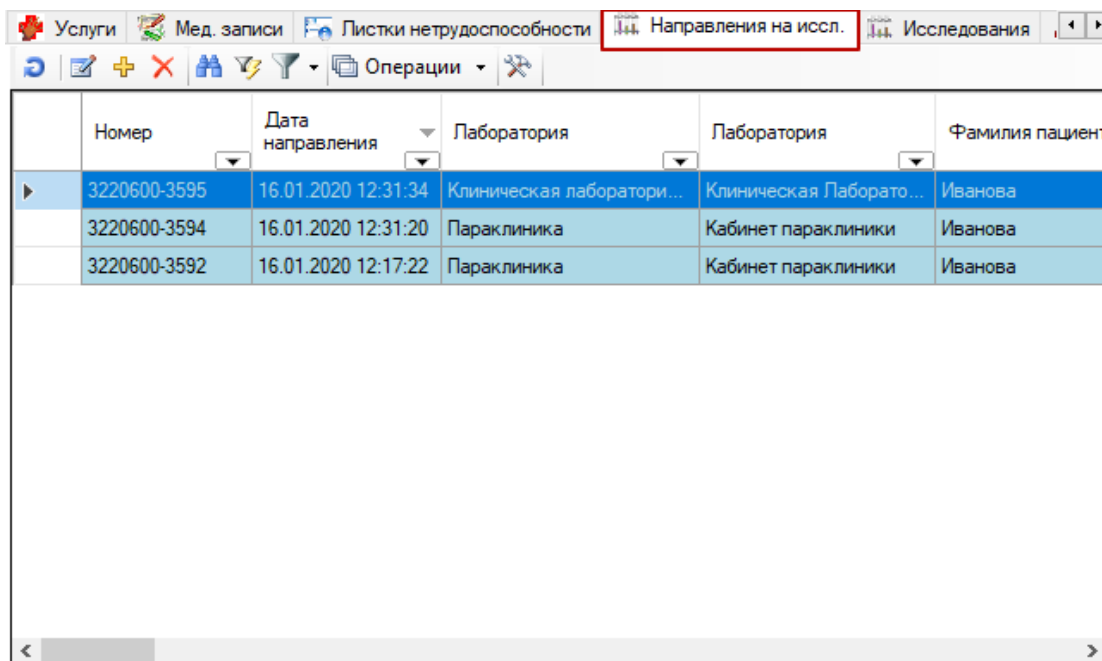 Услуги Мед. записи Листки нетрудоспособности Направления на иссл. Исследования
Операции
Номер Дата направления Лаборатория Лаборатория Фамилия пациент
3220600-3595 16.01.2020 12:31:34 Клиническая лаборатори... Клиническая Лаборато... Иванова
3220600-3594 16.01.2020 12:31:20 Параклиника Кабинет параклиники Иванова
3220600-3592 16.01.2020 12:17:22 Параклиника Кабинет параклиники Иванова